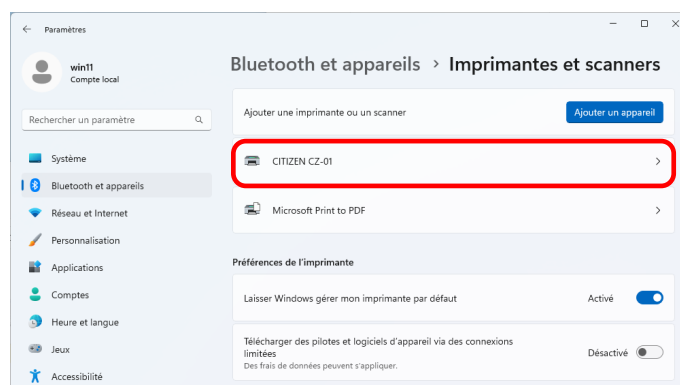 Paramètres
win11
Compte local
Rechercher un paramètre
Système
Bluetooth et appareils
Réseau et Internet
Personnalisation
Applications
Comptes
Heure et langue
Jeux
Accessibilité
Bluetooth et appareils > Imprimantes et scanners
Ajouter une imprimante ou un scanner
Ajouter un appareil
CITIZEN CZ-01
Microsoft Print to PDF
Préférences de l'imprimante
Laisser Windows gérer mon imprimante par défaut
Activé
Télécharger des pilotes et logiciels d'appareil via des connexions
limitées
Des frais de données peuvent s'appliquer.
Désactivé